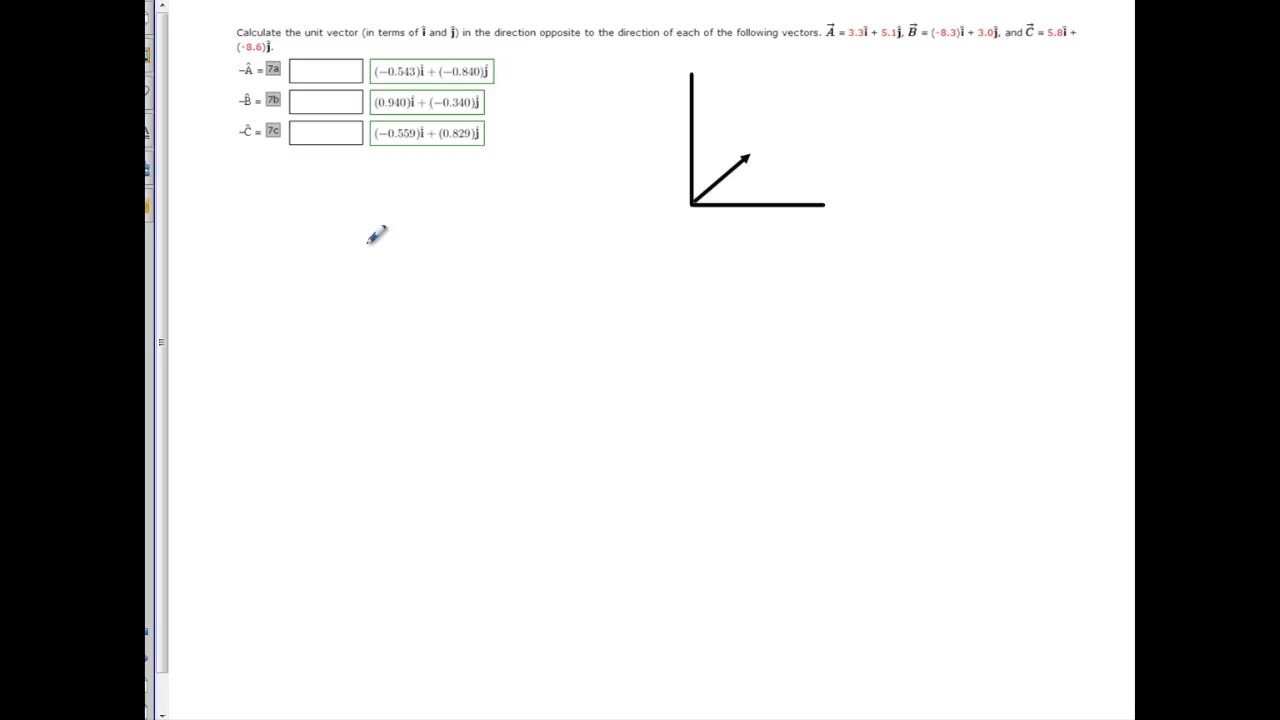 Calculate the unit vector (in terms of î and ĵ) in the direction opposite to the direction of each of the following vectors. A⃗ = 3.3î + 5.1ĵ, B⃗ = (-8.3)î + 3.0ĵ, and C⃗ = 5.8î +
(-8.6)ĵ.
−Â = 7a (−0.543)î + (−0.840)ĵ
−B̂ = 7b (0.940)î + (−0.340)ĵ
−Ĉ = 7c (−0.559)î + (0.829)ĵ